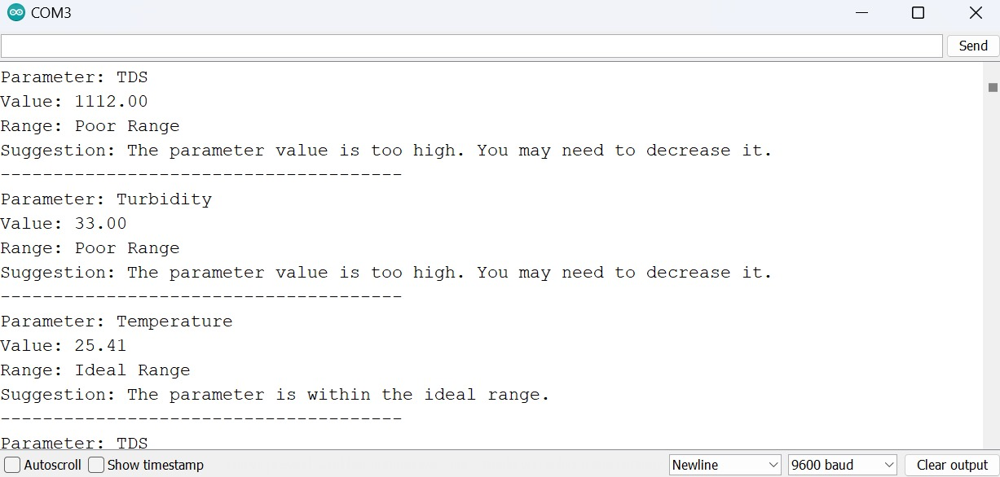 COM3
Send
Parameter: TDS
Value: 1112.00
Range: Poor Range
Suggestion: The parameter value is too high. You may need to decrease it.
--------------------------------------
Parameter: Turbidity
Value: 33.00
Range: Poor Range
Suggestion: The parameter value is too high. You may need to decrease it.
--------------------------------------
Parameter: Temperature
Value: 25.41
Range: Ideal Range
Suggestion: The parameter is within the ideal range.
--------------------------------------
Parameter: TDS
Autoscroll Show timestamp Newline 9600 baud Clear output